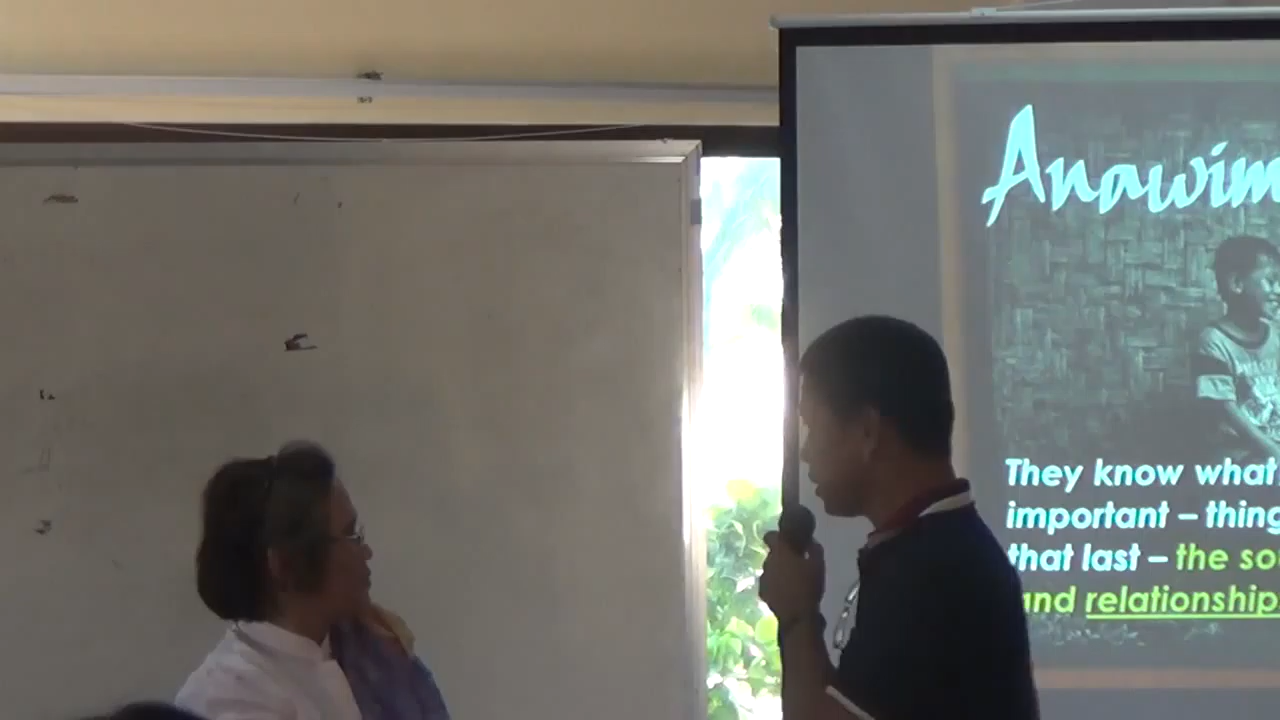 Anawim
They know what
important – thing
that last – the so
and relationship